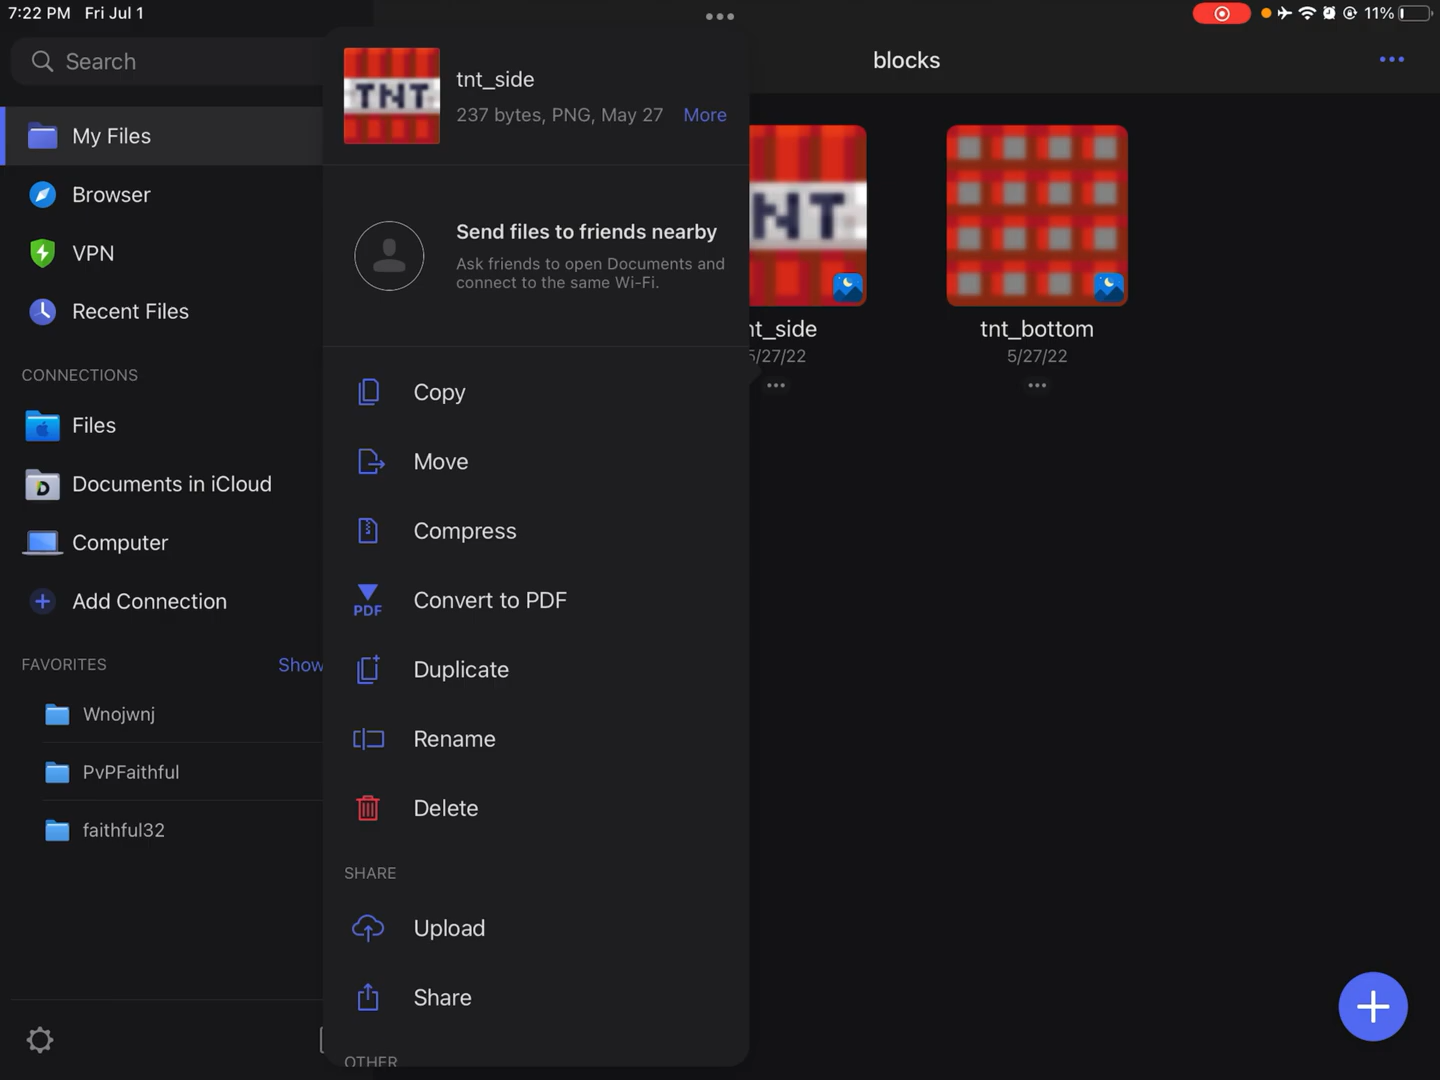 7:22 PM Fri Jul 1
11%
Search
My Files
Browser
VPN
Recent Files
CONNECTIONS
Files
Documents in iCloud
Computer
Add Connection
FAVORITES
Show
Wnojwnj
PvPFaithful
faithful32
TNT
tnt_side
237 bytes, PNG, May 27 More
Send files to friends nearby
Ask friends to open Documents and
connect to the same Wi-Fi.
Copy
Move
Compress
PDF Convert to PDF
Duplicate
Rename
Delete
SHARE
Upload
Share
OTHER
blocks
NT
nt_side
5/27/22
tnt_bottom
5/27/22